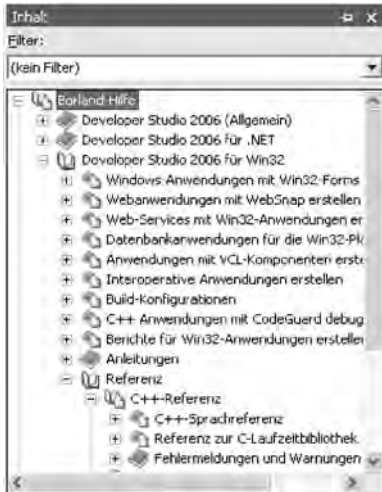 Inhalt
Filter:
(kein Filter)
Borland Hilfe
Developer Studio 2006 (Allgemein)
Developer Studio 2006 für .NET
Developer Studio 2006 für Win32
Windows-Anwendungen mit Win32-Forms
Webanwendungen mit WebSnap erstellen
Web-Services mit Win32-Anwendungen er
Datenbankanwendungen für die Win32-Pl
Anwendungen mit VCL-Komponenten erste
Interoperative Anwendungen erstellen
Build-Konfigurationen
C++ Anwendungen mit CodeGuard debug
Berichte für Win32-Anwendungen erstellen
Anleitungen
Referenz
C++-Referenz
C++-Sprachreferenz
Referenz zur C-Laufzeitbibliothek
Fehlermeldungen und Warnungen